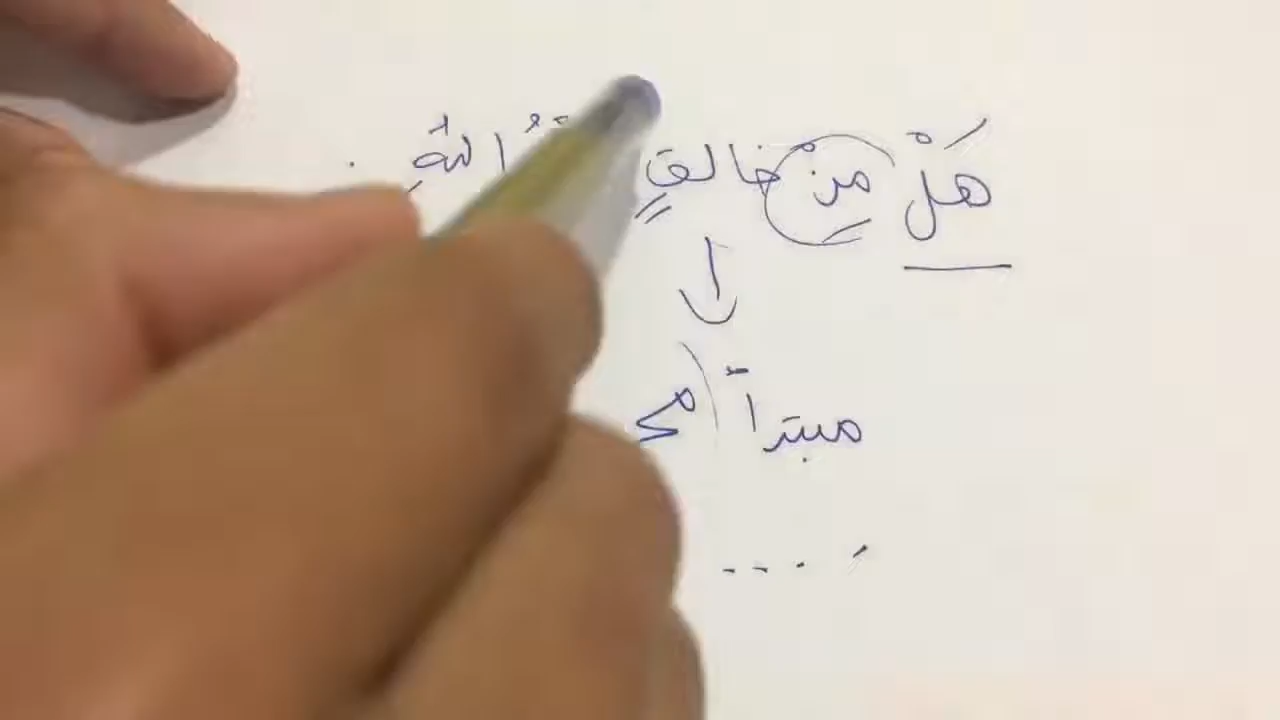 هَلْ مِنْ خالقٍ اللهِ
مبتدأ